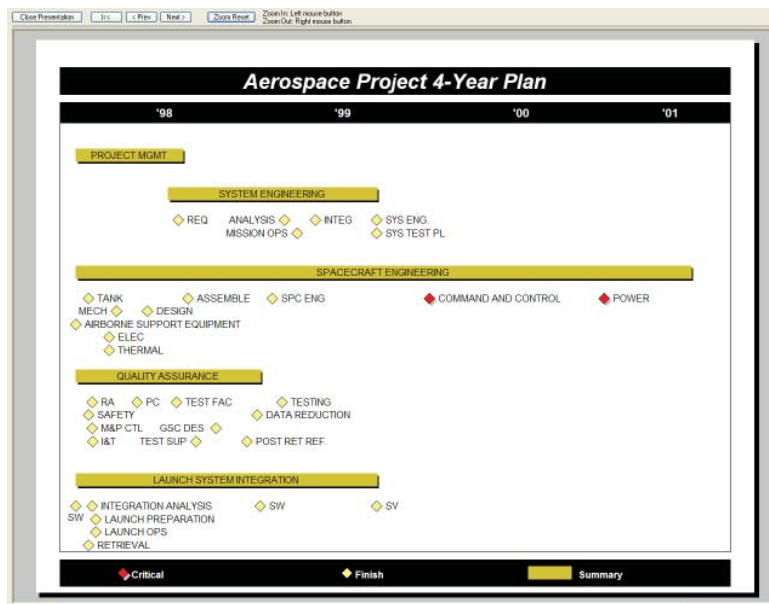 Close Presentation |<< < Prev Next > Zoom Reset Zoom In: Left mouse button
Zoom Out: Right mouse button
Aerospace Project 4-Year Plan
'98 '99 '00 '01
PROJECT MGMT
SYSTEM ENGINEERING
REQ ANALYSIS INTEG SYS ENG.
MISSION OPS SYS TEST PL
SPACECRAFT ENGINEERING
TANK ASSEMBLE SPC ENG COMMAND AND CONTROL POWER
MECH DESIGN
AIRBORNE SUPPORT EQUIPMENT
ELEC
THERMAL
QUALITY ASSURANCE
RA PC TEST FAC TESTING
SAFETY DATA REDUCTION
M&P CTL GSC DES
I&T TEST SUP POST RET REF.
LAUNCH SYSTEM INTEGRATION
INTEGRATION ANALYSIS SW SV
SW LAUNCH PREPARATION
LAUNCH OPS
RETRIEVAL
Critical Finish Summary